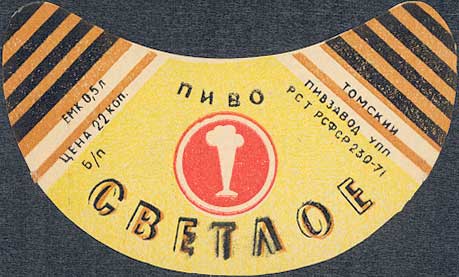 ЕМК 0,5 Л
ЦЕНА 22 КОП.
Б/П
ПИВО
ТОМСКИЙ
ПИВЗАВОД УПП
РСТ РСФСР 230-71
СВЕТЛОЕ